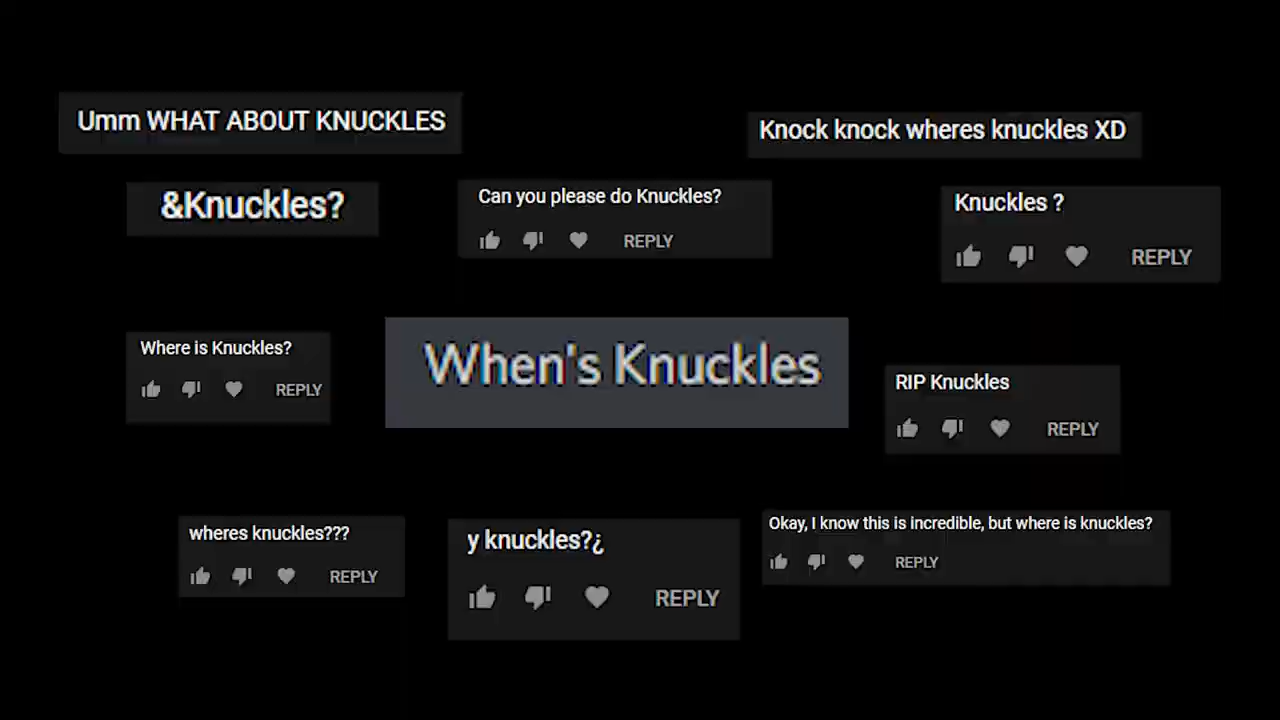 Umm WHAT ABOUT KNUCKLES
Knock knock wheres knuckles XD
&Knuckles?
Can you please do Knuckles?
REPLY
Knuckles ?
REPLY
Where is Knuckles?
REPLY
When's Knuckles
RIP Knuckles
REPLY
wheres knuckles???
REPLY
y knuckles?¿
REPLY
Okay, I know this is incredible, but where is knuckles?
REPLY